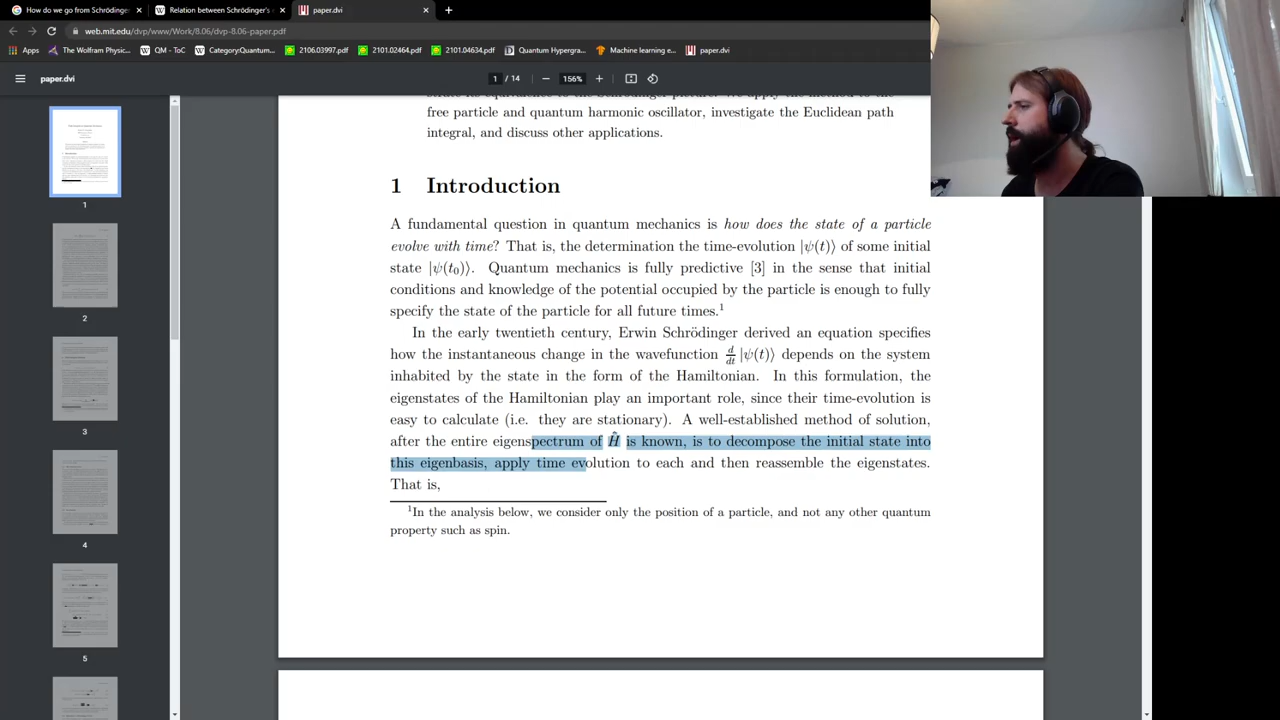 How do we go from Schröding
Relation between Schrödinger's
paper.dvi
web.mit.edu/dvp/www/Work/8.06/dvp-8.06-paper.pdf
Apps
The Wolfram Physic...
QM - ToC
Category:Quantum...
2106.03997.pdf
2101.02464.pdf
2101.04634.pdf
Quantum Hypergra...
Machine learning e...
paper.dvi
paper.dvi
1 / 14
156%
free particle and quantum harmonic oscillator, investigate the Euclidean path
integral, and discuss other applications.
1 Introduction
A fundamental question in quantum mechanics is how does the state of a particle
evolve with time? That is, the determination the time-evolution |ψ(t)⟩ of some initial
state |ψ(t₀)⟩. Quantum mechanics is fully predictive [3] in the sense that initial
conditions and knowledge of the potential occupied by the particle is enough to fully
specify the state of the particle for all future times.¹
In the early twentieth century, Erwin Schrödinger derived an equation specifies
how the instantaneous change in the wavefunction d/dt |ψ(t)⟩ depends on the system
inhabited by the state in the form of the Hamiltonian. In this formulation, the
eigenstates of the Hamiltonian play an important role, since their time-evolution is
easy to calculate (i.e. they are stationary). A well-established method of solution,
after the entire eigenspectrum of Ĥ is known, is to decompose the initial state into
this eigenbasis, apply time evolution to each and then reassemble the eigenstates.
That is,
¹In the analysis below, we consider only the position of a particle, and not any other quantum
property such as spin.
1
2
3
4
5